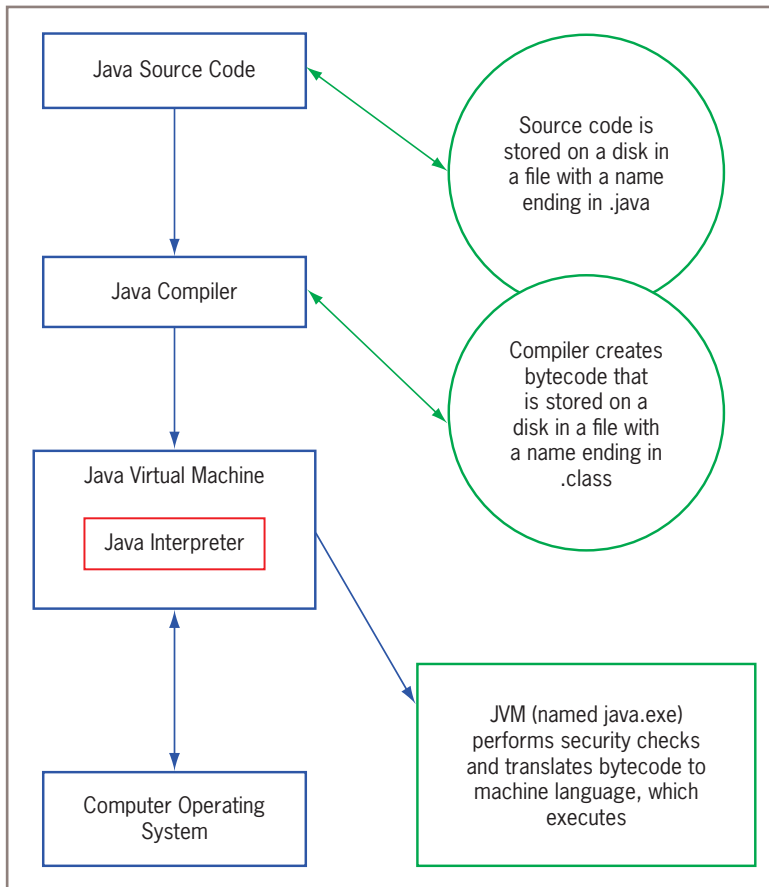 Java Source Code
Source code is
stored on a disk in
a file with a name
ending in .java
Java Compiler
Compiler creates
bytecode that
is stored on a
disk in a file with
a name ending in
.class
Java Virtual Machine
Java Interpreter
JVM (named java.exe)
performs security checks
and translates bytecode to
machine language, which
executes
Computer Operating
System